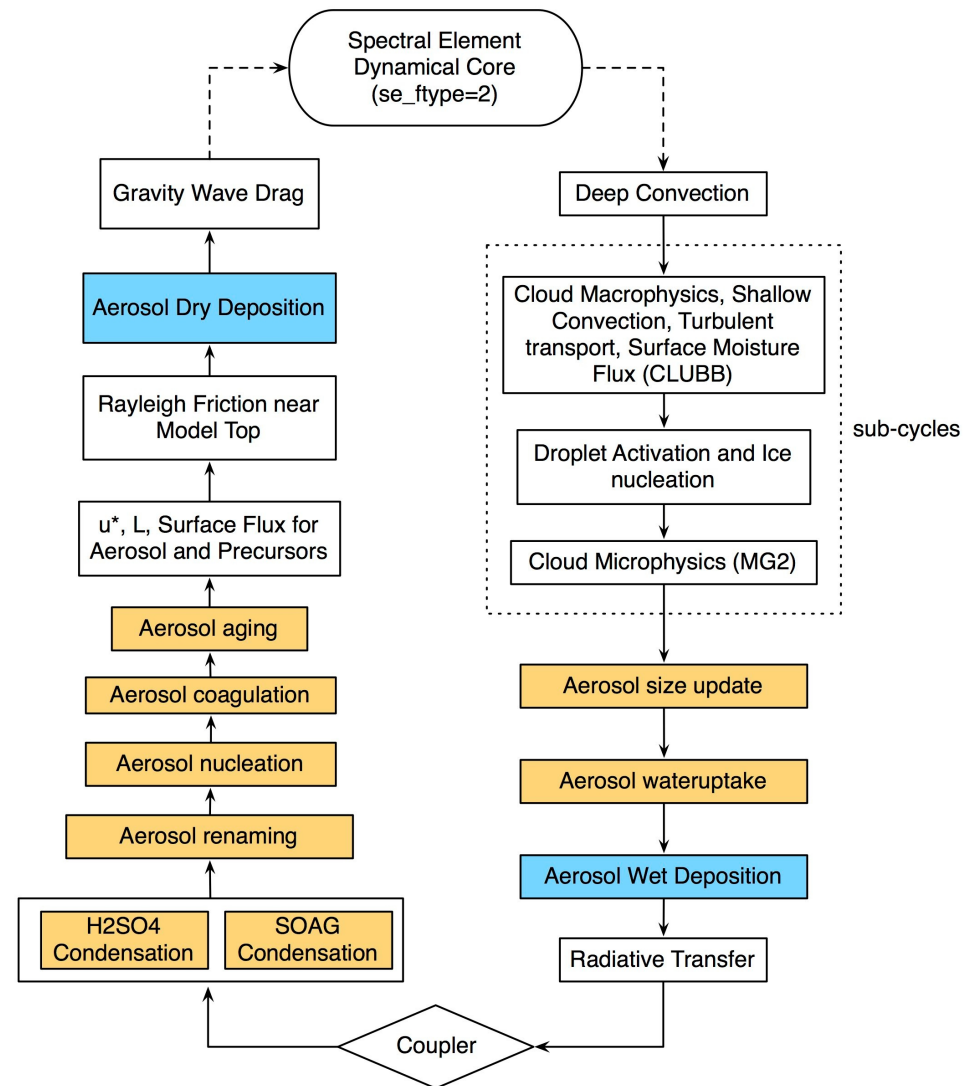 Spectral Element
Dynamical Core
(se_ftype=2)
Deep Convection
Cloud Macrophysics, Shallow
Convection, Turbulent
transport, Surface Moisture
Flux (CLUBB)
sub-cycles
Droplet Activation and Ice
nucleation
Cloud Microphysics (MG2)
Aerosol size update
Aerosol wateruptake
Aerosol Wet Deposition
Radiative Transfer
Coupler
H2SO4
Condensation
SOAG
Condensation
Aerosol renaming
Aerosol nucleation
Aerosol coagulation
Aerosol aging
u*, L, Surface Flux for
Aerosol and Precursors
Rayleigh Friction near
Model Top
Aerosol Dry Deposition
Gravity Wave Drag